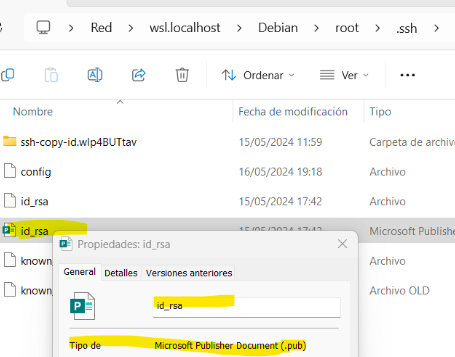 Red > wsl.localhost > Debian > root > .ssh >
Ordenar Ver
Nombre Fecha de modificación Tipo
ssh-copy-id.wlp4BUTtav 15/05/2024 11:59 Carpeta de archivo
config 16/05/2024 19:18 Archivo
id_rsa 15/05/2024 17:42 Archivo
id_rsa 15/05/2024 17:42 Microsoft Publisher
known_ Archivo
known_ Archivo OLD
Propiedades: id_rsa
General Detalles Versiones anteriores
id_rsa
Tipo de Microsoft Publisher Document (.pub)